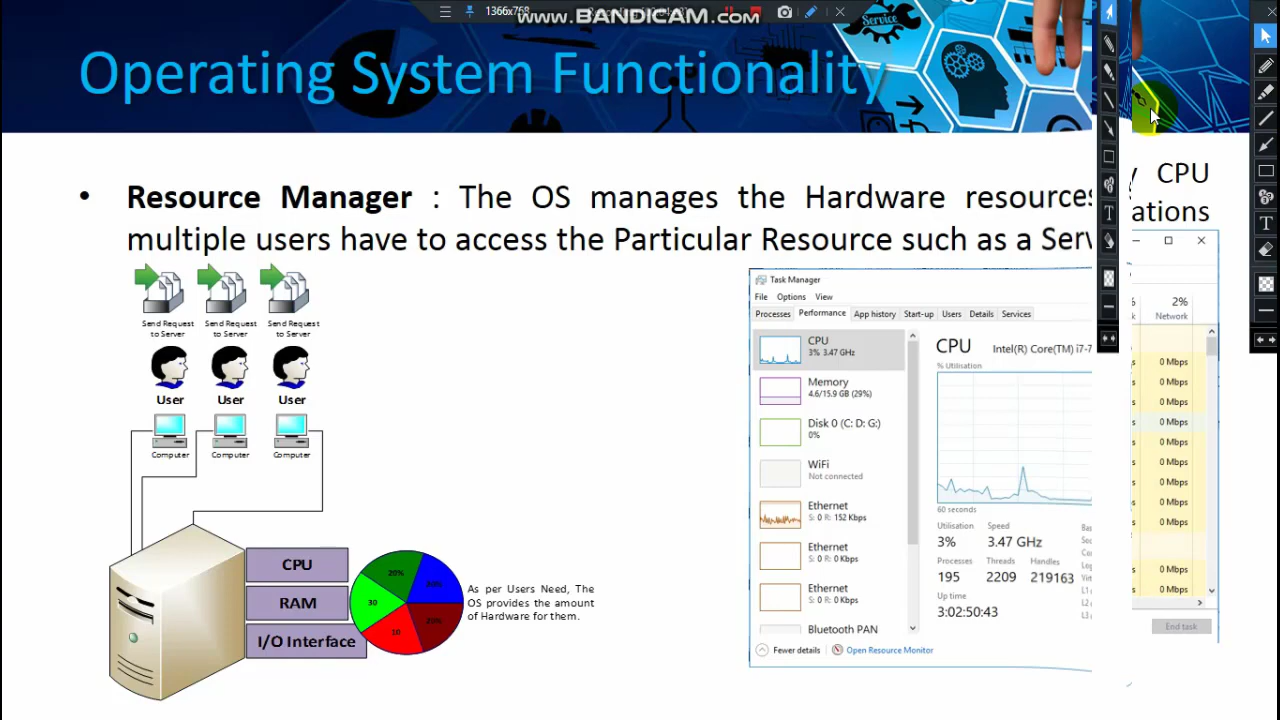 1366x768
www.BANDICAM.com
Service
Operating System Functionality
• Resource Manager : The OS manages the Hardware resources
CPU
multiple users have to access the Particular Resource such as a Serv
ations
Send Request to Server
Send Request to Server
Send Request to Server
User
User
User
Computer
Computer
Computer
CPU
RAM
I/O Interface
20%
30
10
As per Users Need, The
OS provides the amount
of Hardware for them.
Task Manager
File Options View
Processes Performance App history Start-up Users Details Services
CPU
3% 3.47 GHz
Memory
4.6/15.9 GB (29%)
Disk 0 (C: D: G:)
0%
WiFi
Not connected
Ethernet
S: 0 R: 152 Kbps
Ethernet
S: 0 R: 0 Kbps
Ethernet
S: 0 R: 0 Kbps
Bluetooth PAN
Fewer details
Open Resource Monitor
CPU Intel(R) Core(TM) i7-7
% Utilisation
60 seconds
Utilisation Speed
3% 3.47 GHz
Processes Threads Handles
195 2209 219163
Up time
3:02:50:43
2%
Network
0 Mbps
0 Mbps
0 Mbps
0 Mbps
0 Mbps
0 Mbps
0 Mbps
0 Mbps
0 Mbps
0 Mbps
0 Mbps
End task